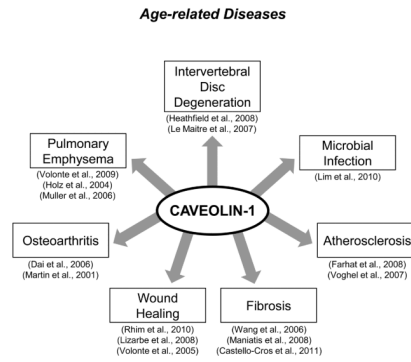 Age-related Diseases
Intervertebral
Disc
Degeneration
(Heathfield et al., 2008)
(Le Maitre et al., 2007)
Pulmonary
Emphysema
(Volonte et al., 2009)
(Holz et al., 2004)
(Muller et al., 2006)
Microbial
Infection
(Lim et al., 2010)
CAVEOLIN-1
Osteoarthritis
(Dai et al., 2006)
(Martin et al., 2001)
Atherosclerosis
(Farhat et al., 2008)
(Voghel et al., 2007)
Wound
Healing
(Rhim et al., 2010)
(Lizarbe et al., 2008)
(Volonte et al., 2005)
Fibrosis
(Wang et al., 2006)
(Maniatis et al., 2008)
(Castello-Cros et al., 2011)